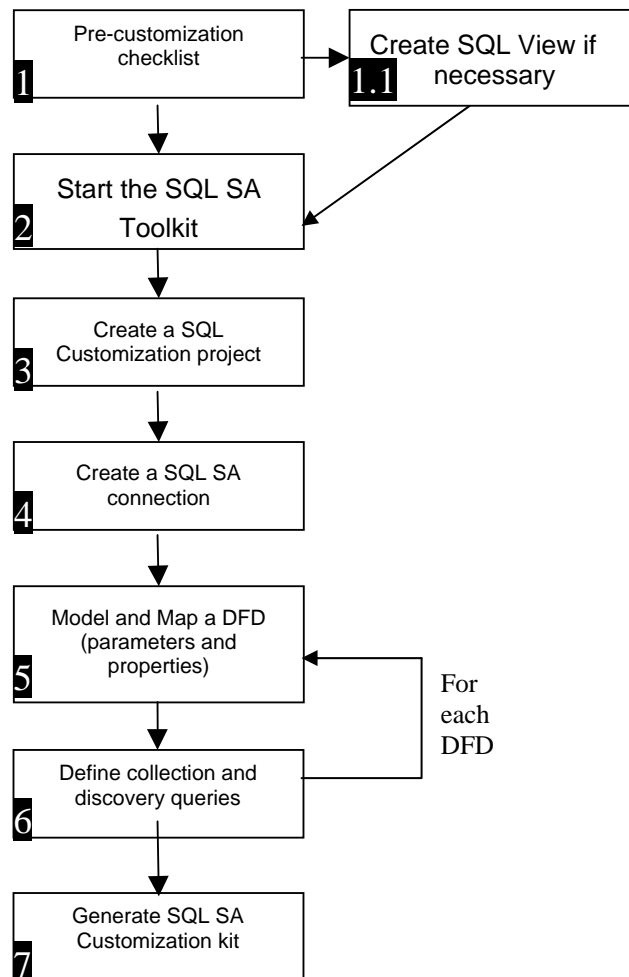 Pre-customization
checklist
1
Create SQL View if
necessary
1.1
Start the SQL SA
Toolkit
2
Create a SQL
Customization project
3
Create a SQL SA
connection
4
Model and Map a DFD
(parameters and
properties)
5
For
each
DFD
Define collection and
discovery queries
6
Generate SQL SA
Customization kit
7